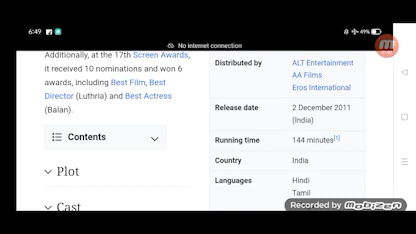 6:49
49%
No internet connection
Additionally, at the 17th Screen Awards,
it received 10 nominations and won 6
awards, including Best Film, Best
Director (Luthria) and Best Actress
(Balan).
Contents
Plot
Cast
Distributed by
ALT Entertainment
AA Films
Eros International
Release date
2 December 2011
(India)
Running time
144 minutes[1]
Country
India
Languages
Hindi
Tamil
Recorded by Mobizen